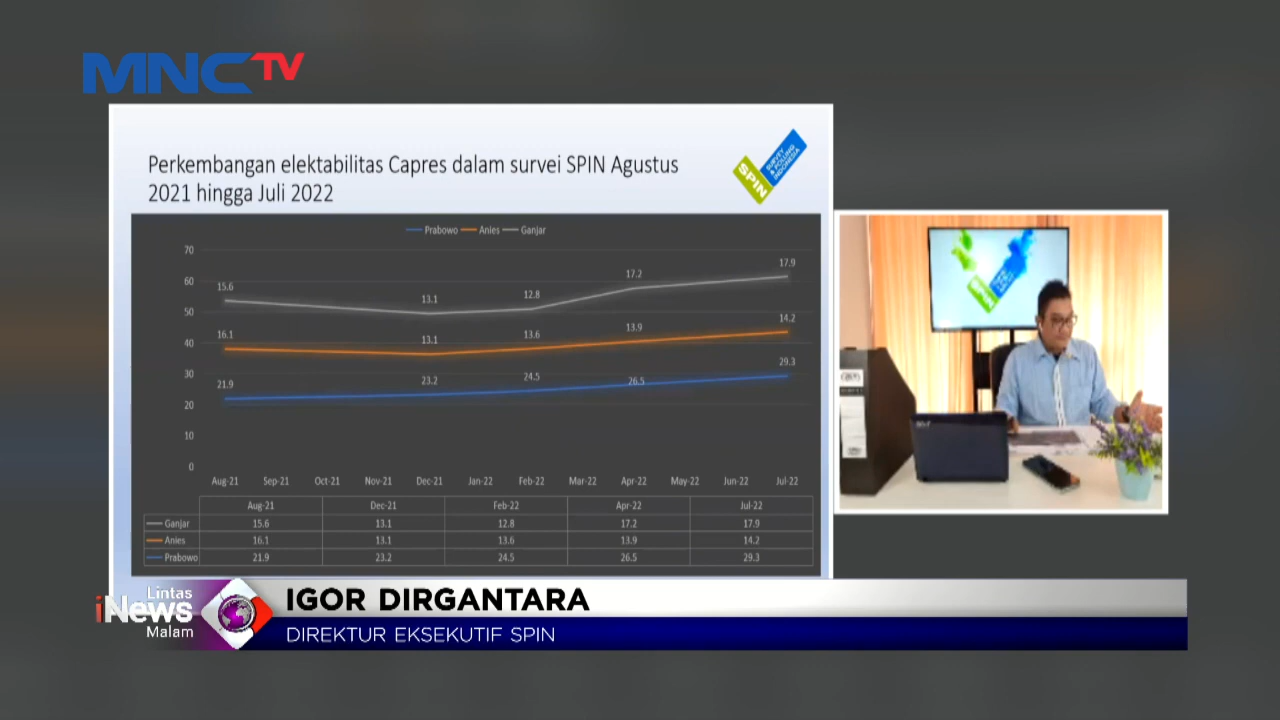 MNCTV
Perkembangan elektabilitas Capres dalam survei SPIN Agustus
2021 hingga Juli 2022
SPIN
SURVEY
& POLLING
INDONESIA
Prabowo Anies Ganjar
70
60
50
40
30
20
10
0
15.6 13.1 12.8 17.2 17.9
16.1 13.1 13.6 13.9 14.2
21.9 23.2 24.5 26.5 29.3
Aug-21 Sep-21 Oct-21 Nov-21 Dec-21 Jan-22 Feb-22 Mar-22 Apr-22 May-22 Jun-22 Jul-22
Aug-21 Dec-21 Feb-22 Apr-22 Jul-22
Ganjar 15.6 13.1 12.8 17.2 17.9
Anies 16.1 13.1 13.6 13.9 14.2
Prabowo 21.9 23.2 24.5 26.5 29.3
SPIN
Lintas
iNews
Malam
IGOR DIRGANTARA
DIREKTUR EKSEKUTIF SPIN